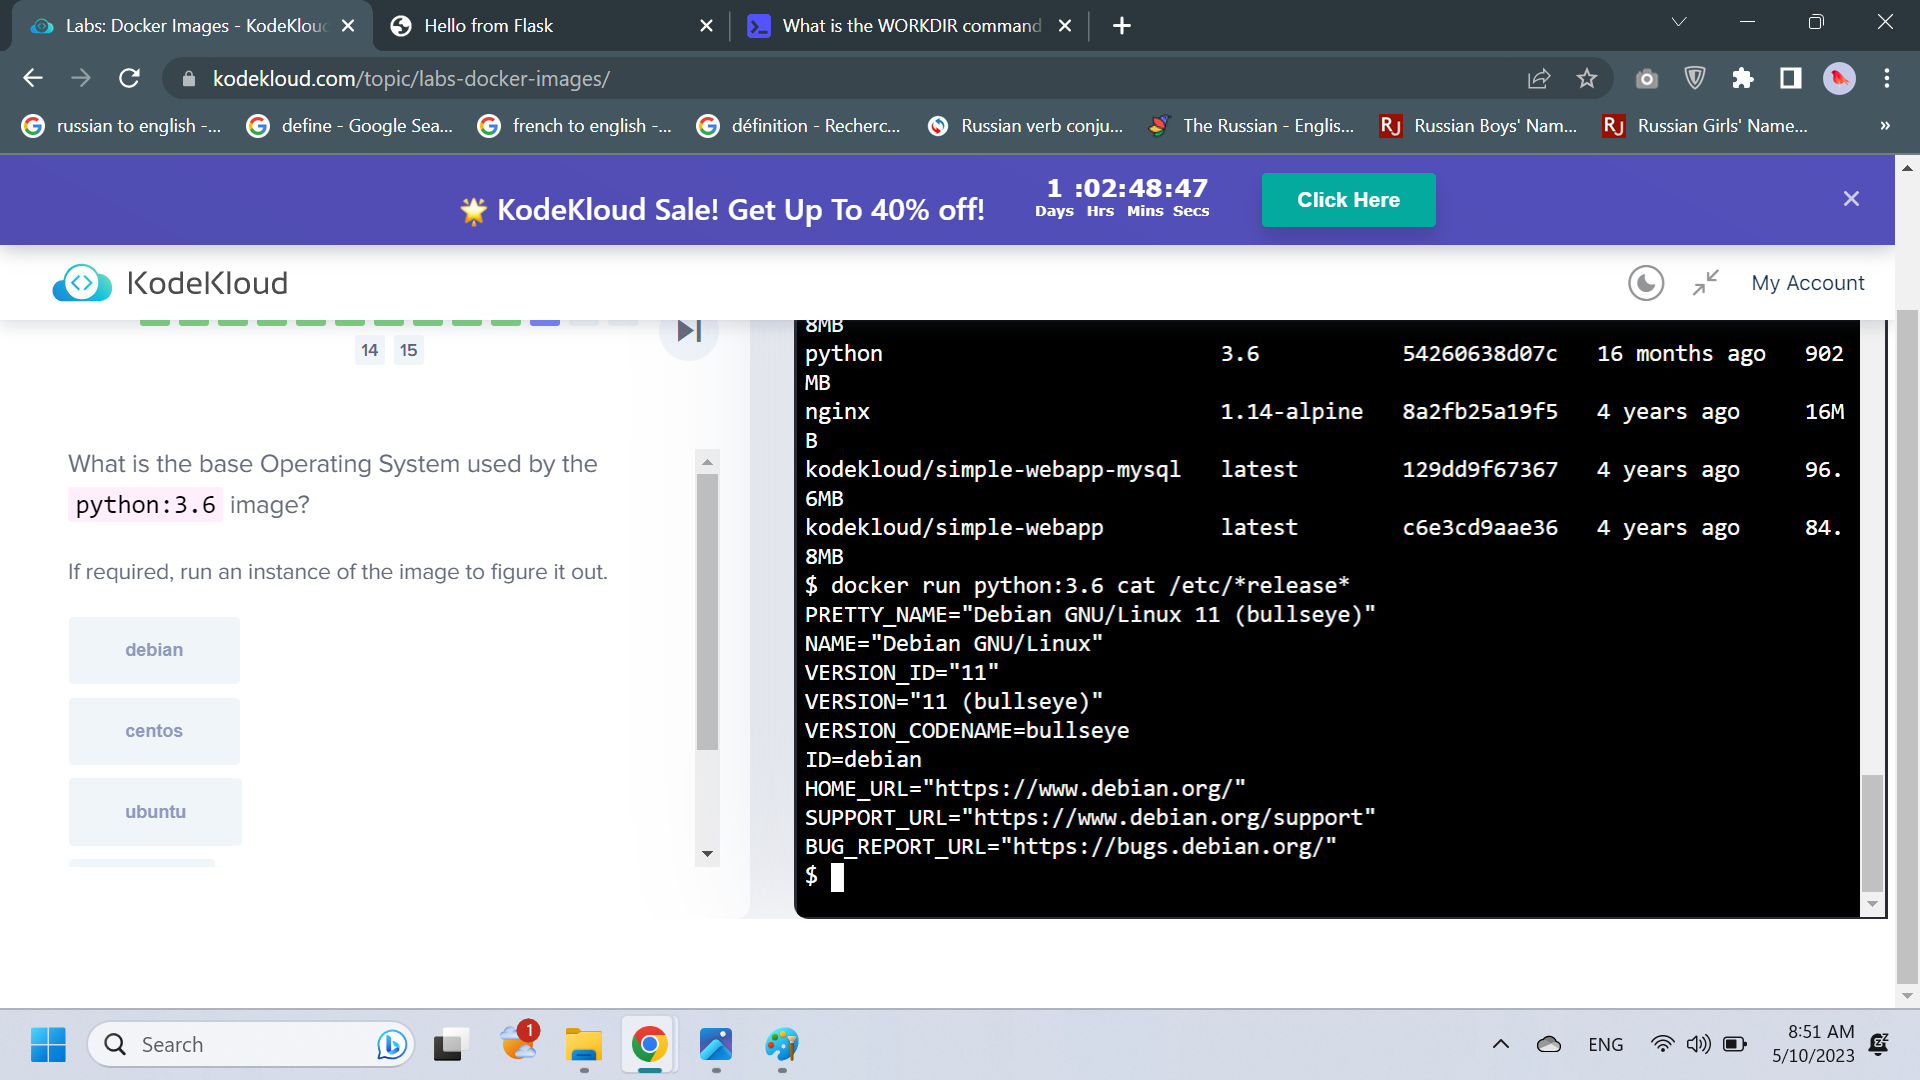 Labs: Docker Images - KodeKloud
Hello from Flask
What is the WORKDIR command
kodekloud.com/topic/labs-docker-images/
russian to english -...
define - Google Sea...
french to english -...
définition - Recherc...
Russian verb conju...
The Russian - Englis...
RJ Russian Boys' Nam...
RJ Russian Girls' Name...
»
KodeKloud Sale! Get Up To 40% off!
1 :02:48:47
Days Hrs Mins Secs
Click Here
KodeKloud
My Account
14 15
What is the base Operating System used by the
python:3.6 image?
If required, run an instance of the image to figure it out.
debian
centos
ubuntu
8MB
python 3.6 54260638d07c 16 months ago 902
MB
nginx 1.14-alpine 8a2fb25a19f5 4 years ago 16M
B
kodekloud/simple-webapp-mysql latest 129dd9f67367 4 years ago 96.
6MB
kodekloud/simple-webapp latest c6e3cd9aae36 4 years ago 84.
8MB
$ docker run python:3.6 cat /etc/*release*
PRETTY_NAME="Debian GNU/Linux 11 (bullseye)"
NAME="Debian GNU/Linux"
VERSION_ID="11"
VERSION="11 (bullseye)"
VERSION_CODENAME=bullseye
ID=debian
HOME_URL="https://www.debian.org/"
SUPPORT_URL="https://www.debian.org/support"
BUG_REPORT_URL="https://bugs.debian.org/"
$
Search
1
ENG
8:51 AM
5/10/2023